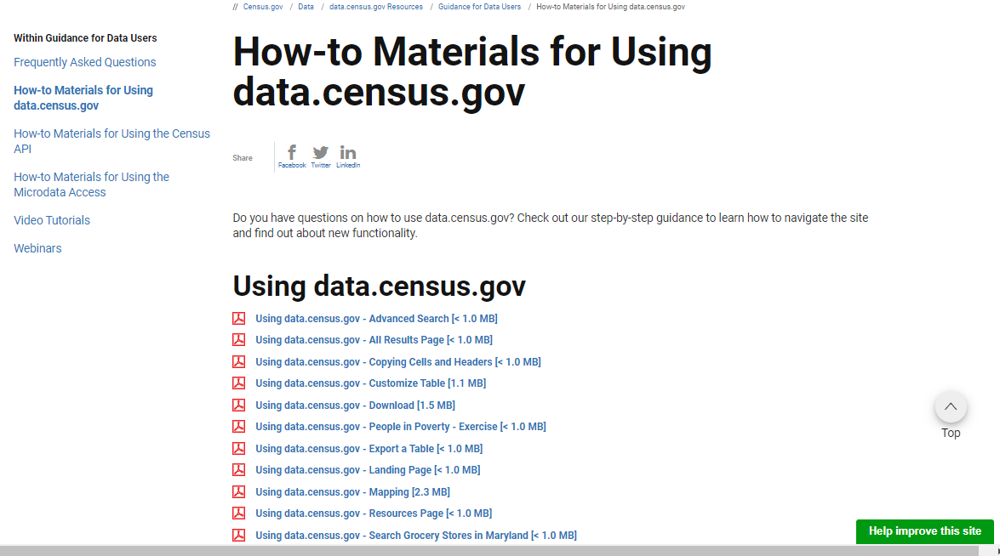 // Census.gov / Data / data.census.gov Resources / Guidance for Data Users / How-to Materials for Using data.census.gov
Within Guidance for Data Users
Frequently Asked Questions
How-to Materials for Using
data.census.gov
How-to Materials for Using the Census
API
How-to Materials for Using the
Microdata Access
Video Tutorials
Webinars
How-to Materials for Using
data.census.gov
Share
Facebook Twitter LinkedIn
Do you have questions on how to use data.census.gov? Check out our step-by-step guidance to learn how to navigate the site
and find out about new functionality.
Using data.census.gov
Using data.census.gov - Advanced Search [< 1.0 MB]
Using data.census.gov - All Results Page [< 1.0 MB]
Using data.census.gov - Copying Cells and Headers [< 1.0 MB]
Using data.census.gov - Customize Table [1.1 MB]
Using data.census.gov - Download [1.5 MB]
Using data.census.gov - People in Poverty - Exercise [< 1.0 MB]
Using data.census.gov - Export a Table [< 1.0 MB]
Using data.census.gov - Landing Page [< 1.0 MB]
Using data.census.gov - Mapping [2.3 MB]
Using data.census.gov - Resources Page [< 1.0 MB]
Using data.census.gov - Search Grocery Stores in Maryland [< 1.0 MB]
Top
Help improve this site